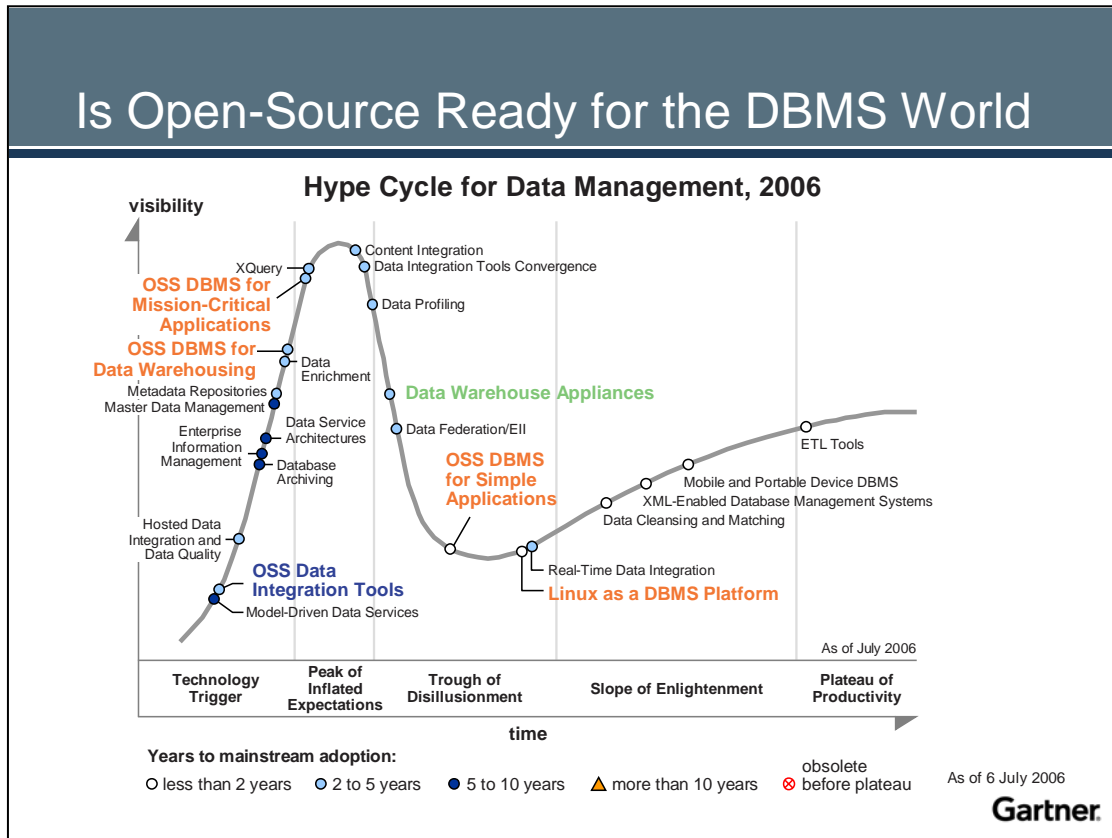 Is Open-Source Ready for the DBMS World
Hype Cycle for Data Management, 2006
visibility
Content Integration
XQuery
Data Integration Tools Convergence
OSS DBMS for
Mission-Critical
Applications
Data Profiling
OSS DBMS for
Data Warehousing
Data
Enrichment
Metadata Repositories
Master Data Management
Data Warehouse Appliances
Data Service
Architectures
Enterprise
Information
Management
Data Federation/EII
Database
Archiving
OSS DBMS
for Simple
Applications
ETL Tools
Mobile and Portable Device DBMS
XML-Enabled Database Management Systems
Data Cleansing and Matching
Hosted Data
Integration and
Data Quality
OSS Data
Integration Tools
Real-Time Data Integration
Linux as a DBMS Platform
Model-Driven Data Services
As of July 2006
Technology
Trigger
Peak of
Inflated
Expectations
Trough of
Disillusionment
Slope of Enlightenment
Plateau of
Productivity
time
Years to mainstream adoption:
less than 2 years
2 to 5 years
5 to 10 years
more than 10 years
obsolete
before plateau
As of 6 July 2006
Gartner.